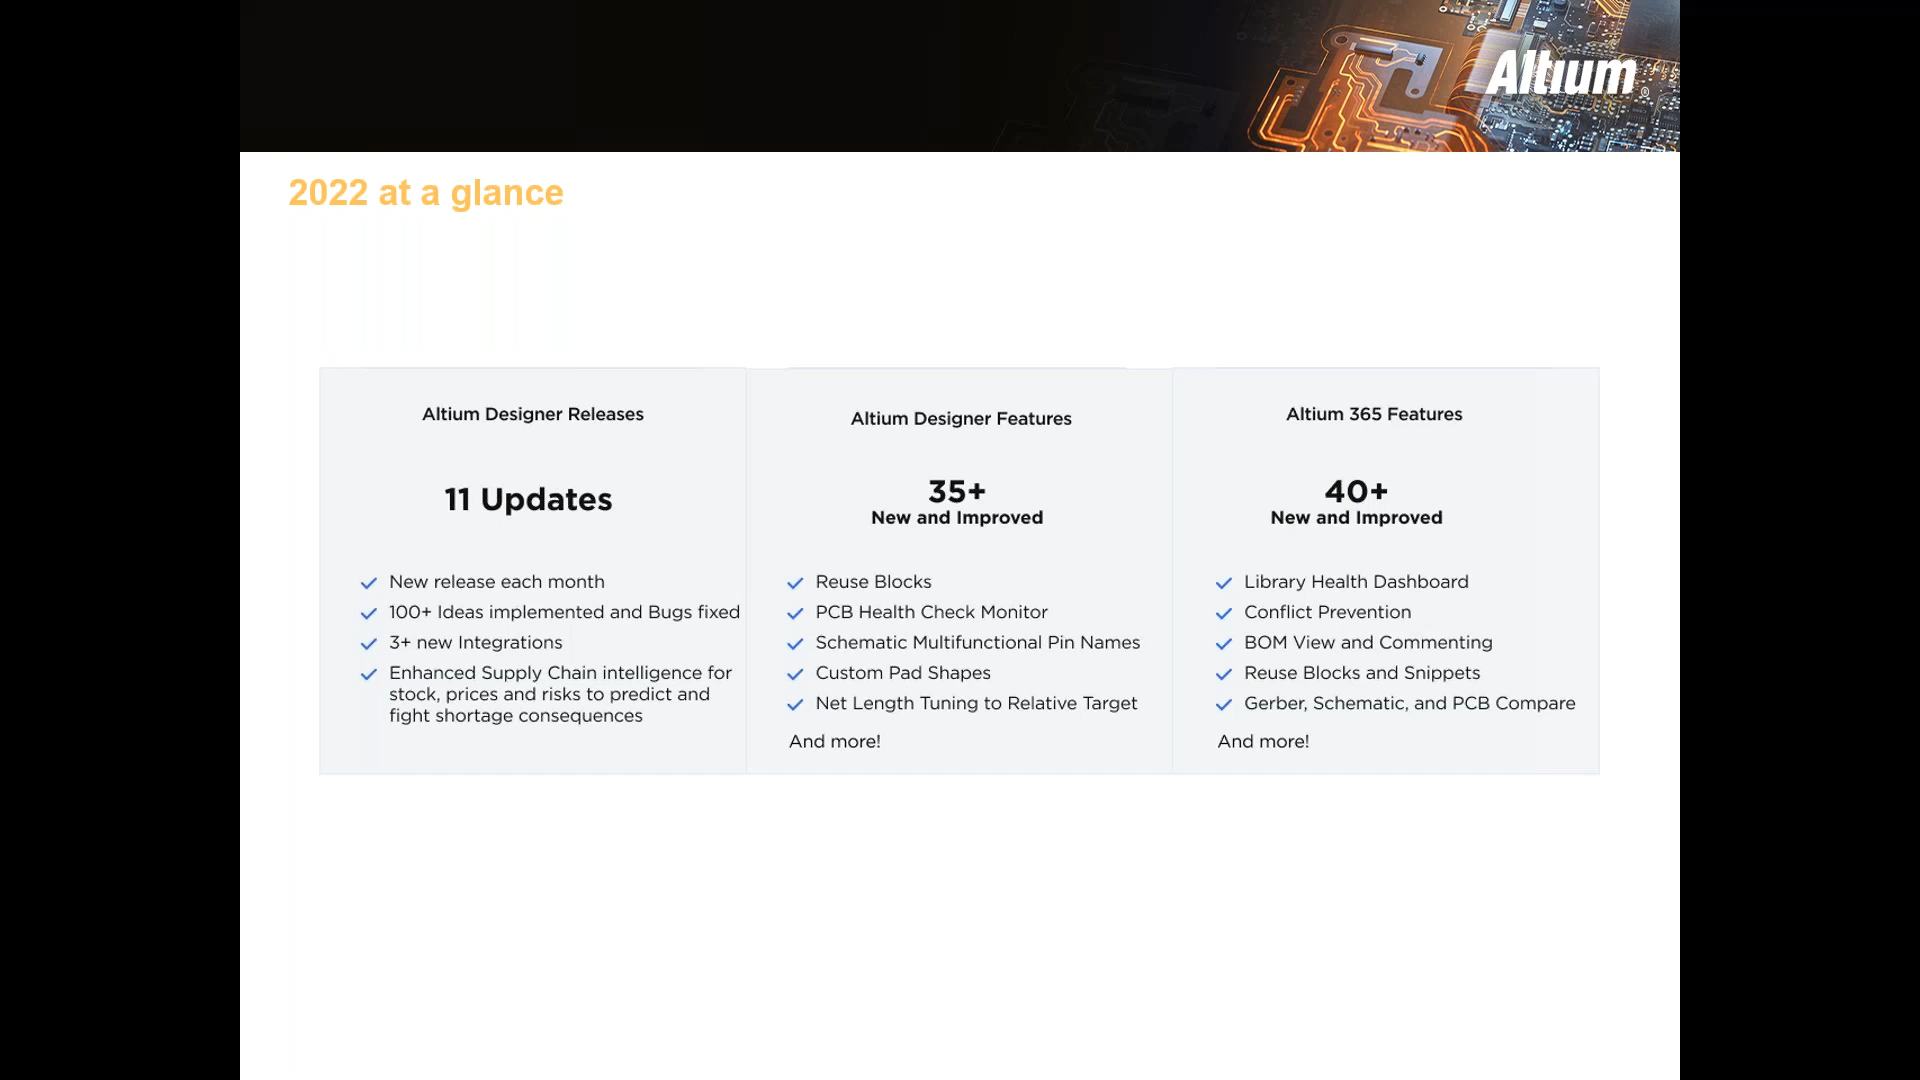 Altium
2022 at a glance
Altium Designer Releases
11 Updates
New release each month
100+ Ideas implemented and Bugs fixed
3+ new Integrations
Enhanced Supply Chain intelligence for
stock, prices and risks to predict and
fight shortage consequences
Altium Designer Features
35+
New and Improved
Reuse Blocks
PCB Health Check Monitor
Schematic Multifunctional Pin Names
Custom Pad Shapes
Net Length Tuning to Relative Target
And more!
Altium 365 Features
40+
New and Improved
Library Health Dashboard
Conflict Prevention
BOM View and Commenting
Reuse Blocks and Snippets
Gerber, Schematic, and PCB Compare
And more!